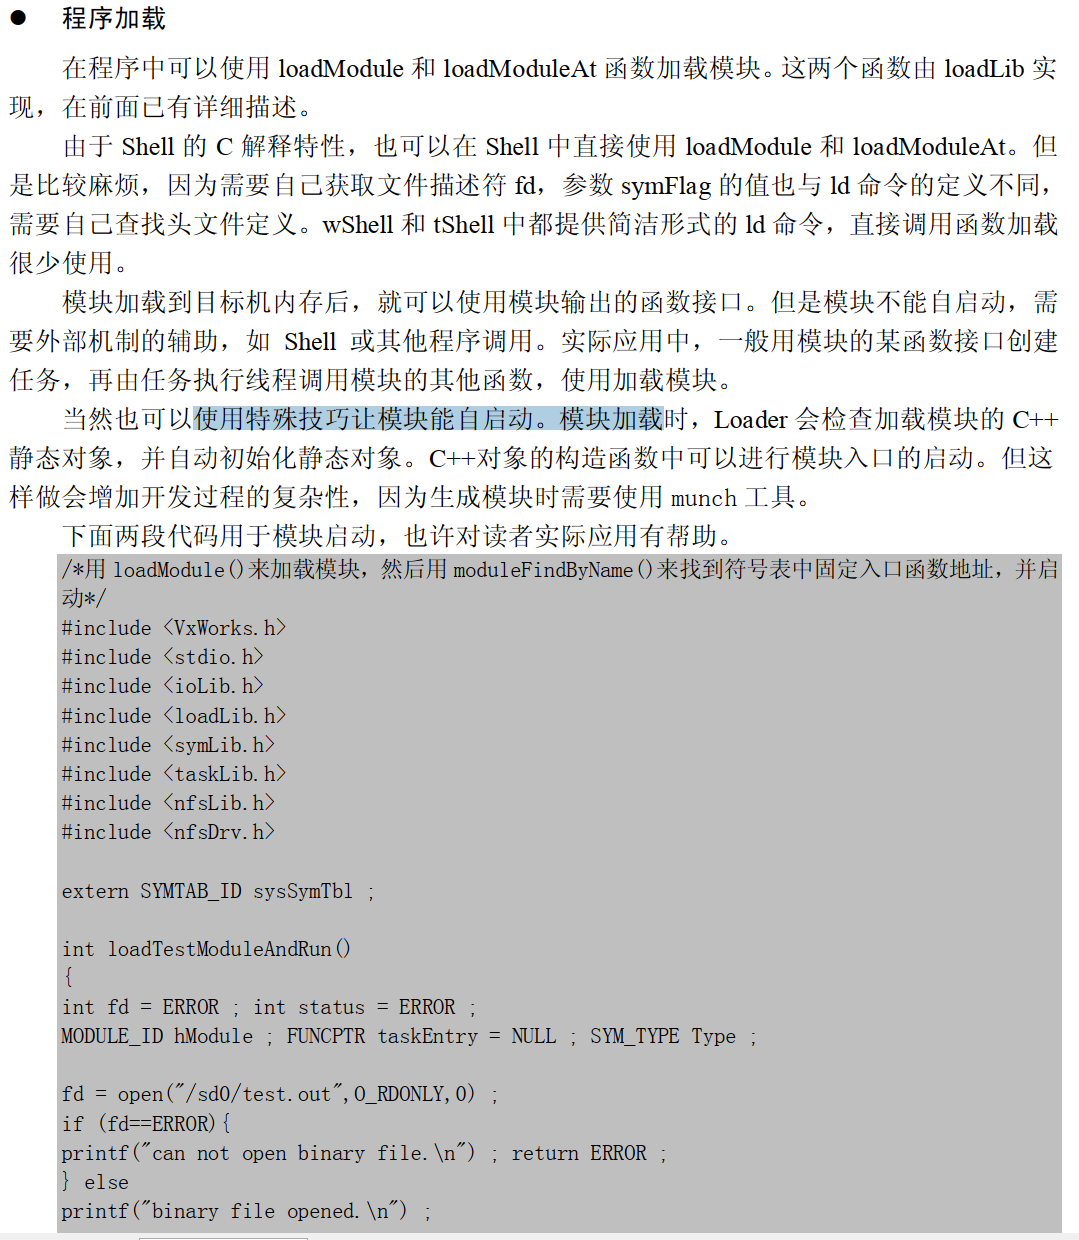 ● 程序加载
在程序中可以使用 loadModule 和 loadModuleAt 函数加载模块。这两个函数由 loadLib 实
现，在前面已有详细描述。
由于 Shell 的 C 解释特性，也可以在 Shell 中直接使用 loadModule 和 loadModuleAt。但
是比较麻烦，因为需要自己获取文件描述符 fd，参数 symFlag 的值也与 ld 命令的定义不同，
需要自己查找头文件定义。wShell 和 tShell 中都提供简洁形式的 ld 命令，直接调用函数加载
很少使用。
模块加载到目标机内存后，就可以使用模块输出的函数接口。但是模块不能自启动，需
要外部机制的辅助，如 Shell 或其他程序调用。实际应用中，一般用模块的某函数接口创建
任务，再由任务执行线程调用模块的其他函数，使用加载模块。
当然也可以使用特殊技巧让模块能自启动。模块加载时，Loader 会检查加载模块的 C++
静态对象，并自动初始化静态对象。C++对象的构造函数中可以进行模块入口的启动。但这
样做会增加开发过程的复杂性，因为生成模块时需要使用 munch 工具。
下面两段代码用于模块启动，也许对读者实际应用有帮助。
/*用 loadModule()来加载模块，然后用 moduleFindByName()来找到符号表中固定入口函数地址，并启
动*/
#include <VxWorks.h>
#include <stdio.h>
#include <ioLib.h>
#include <loadLib.h>
#include <symLib.h>
#include <taskLib.h>
#include <nfsLib.h>
#include <nfsDrv.h>
extern SYMTAB_ID sysSymTbl ;
int loadTestModuleAndRun()
{
int fd = ERROR ; int status = ERROR ;
MODULE_ID hModule ; FUNCPTR taskEntry = NULL ; SYM_TYPE Type ;
fd = open("/sd0/test.out",O_RDONLY,0) ;
if (fd==ERROR){
printf("can not open binary file.\n") ; return ERROR ;
} else
printf("binary file opened.\n") ;